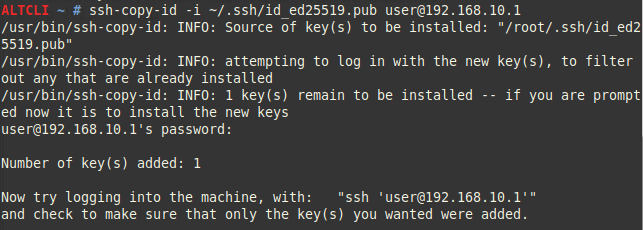 ALTCLI ~ # ssh-copy-id -i ~/.ssh/id_ed25519.pub user@192.168.10.1
/usr/bin/ssh-copy-id: INFO: Source of key(s) to be installed: "/root/.ssh/id_ed2
5519.pub"
/usr/bin/ssh-copy-id: INFO: attempting to log in with the new key(s), to filter
out any that are already installed
/usr/bin/ssh-copy-id: INFO: 1 key(s) remain to be installed -- if you are prompt
ed now it is to install the new keys
user@192.168.10.1's password:

Number of key(s) added: 1

Now try logging into the machine, with:   "ssh 'user@192.168.10.1'"
and check to make sure that only the key(s) you wanted were added.